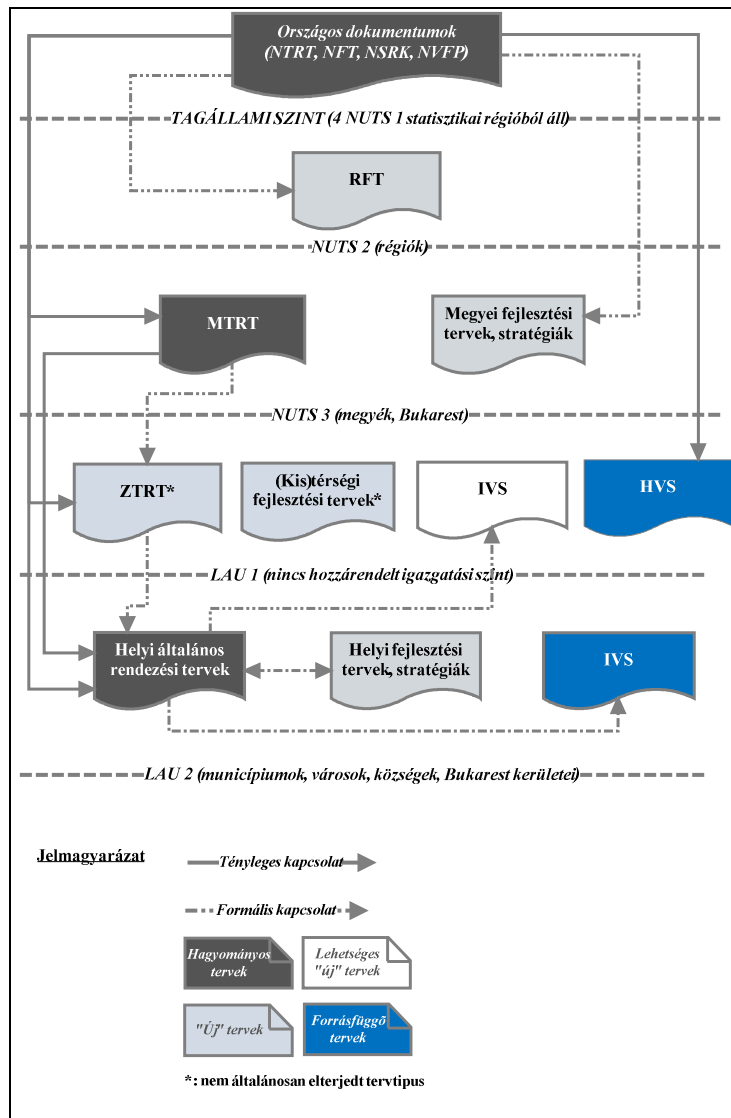 Országos dokumentumok
(NTRT, NFT, NSRK, NVFP)
TAGÁLLAMI SZINT (4 NUTS 1 statisztikai régióból áll)
RFT
NUTS 2 (régiók)
MTRT
Megyei fejlesztési
tervek, stratégiák
NUTS 3 (megyék, Bukarest)
ZTRT*
(Kis)térségi
fejlesztési tervek*
IVS
HVS
LAU 1 (nincs hozzárendelt igazgatási szint)
Helyi általános
rendezési tervek
Helyi fejlesztési
tervek, stratégiák
IVS
LAU 2 (municípiumok, városok, községek, Bukarest kerületei)
Jelmagyarázat
Tényleges kapcsolat
Formális kapcsolat
Hagyományos
tervek
Lehetséges
"új" tervek
"Új" tervek
Forrásfüggő
tervek
*: nem általánosan elterjedt tervtipus